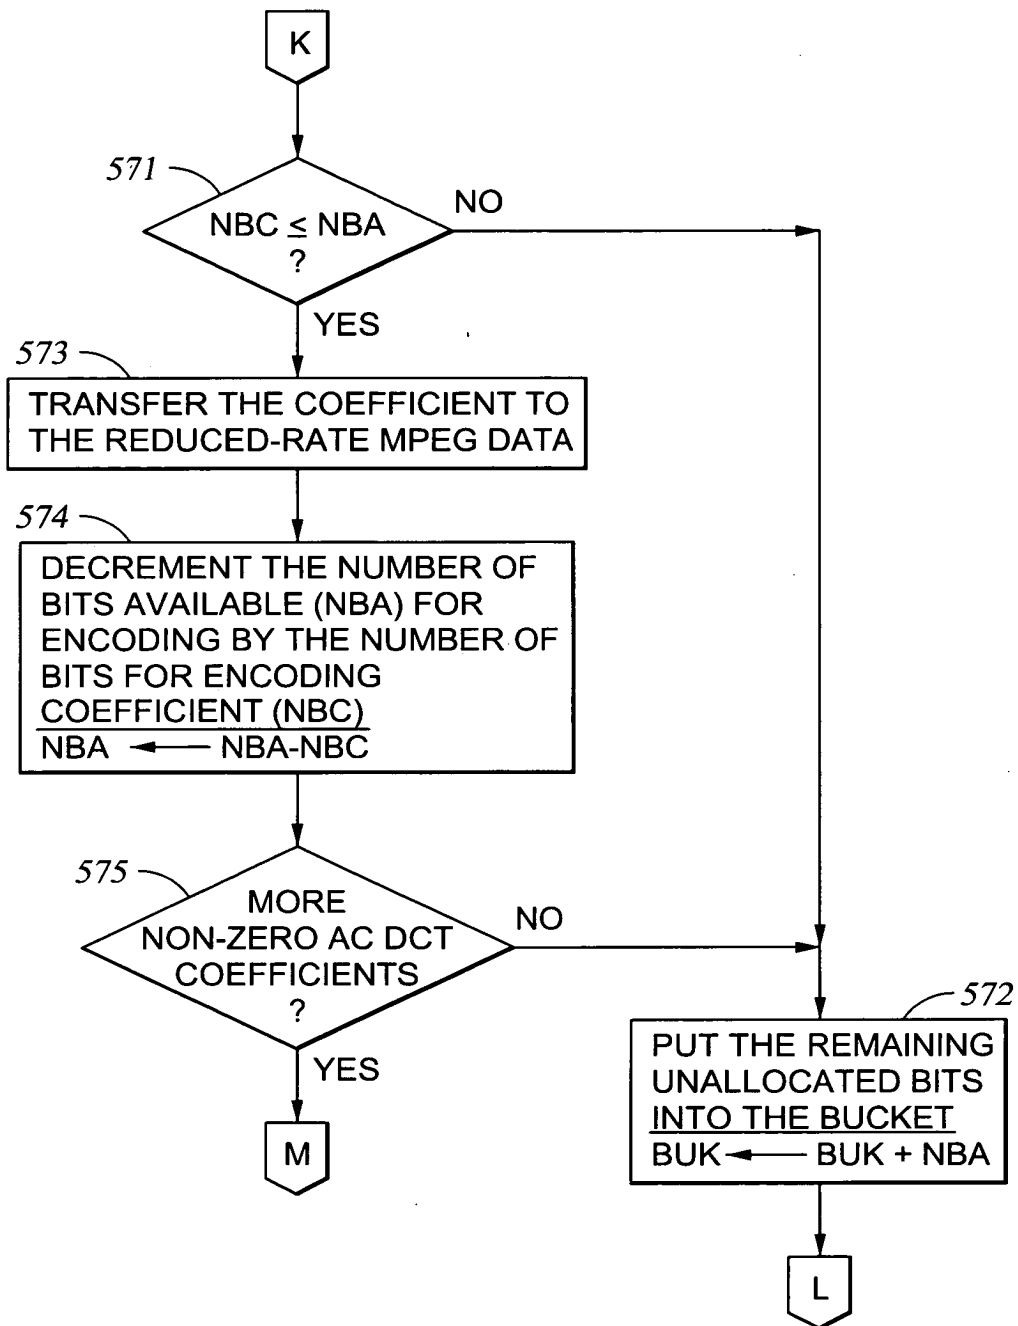 K
571
NBC ≤ NBA
?
NO
YES
573
TRANSFER THE COEFFICIENT TO
THE REDUCED-RATE MPEG DATA
574
DECREMENT THE NUMBER OF
BITS AVAILABLE (NBA) FOR
ENCODING BY THE NUMBER OF
BITS FOR ENCODING
COEFFICIENT (NBC)
NBA ← NBA-NBC
575
MORE
NON-ZERO AC DCT
COEFFICIENTS
?
NO
YES
M
572
PUT THE REMAINING
UNALLOCATED BITS
INTO THE BUCKET
BUK ← BUK + NBA
L